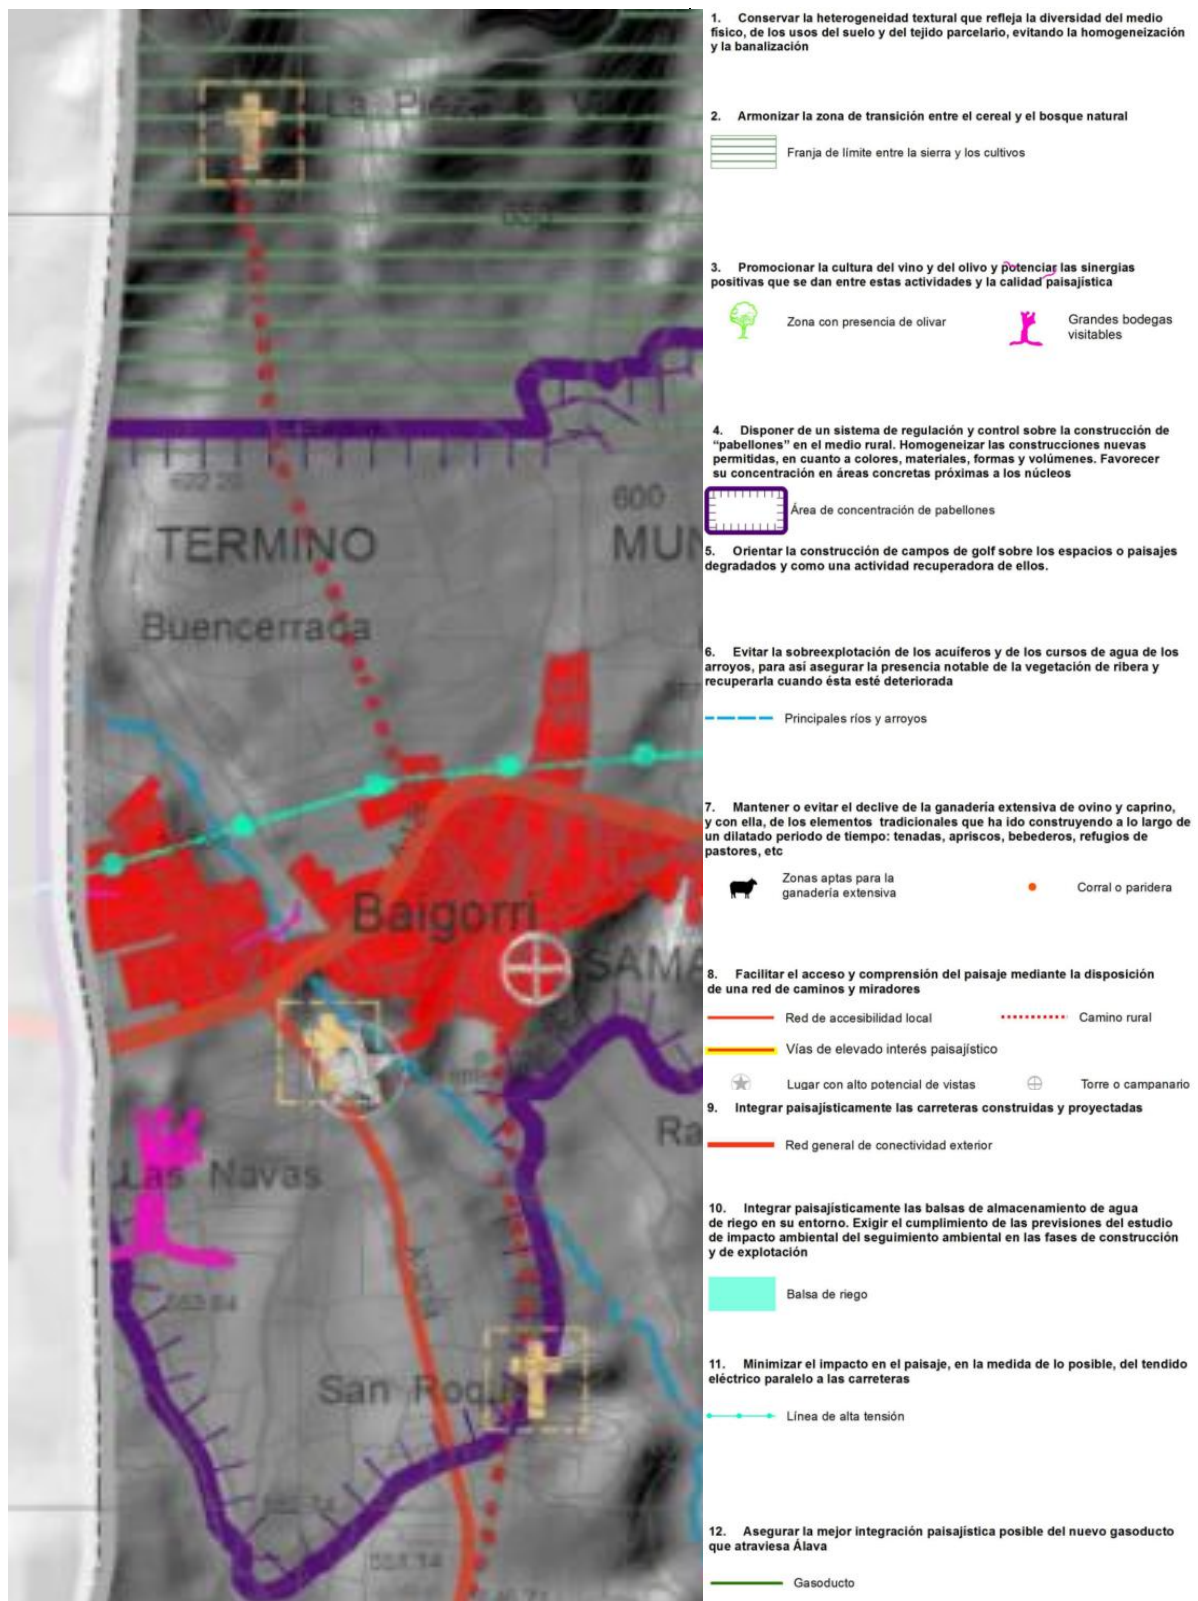 La
630
622 20
600
TERMINO
MUN
Buencerrada
Baigorri
SAMA
Ra
Las Navas
553.84
San Roqu
1. Conservar la heterogeneidad textural que refleja la diversidad del medio
físico, de los usos del suelo y del tejido parcelario, evitando la homogeneización
y la banalización
2. Armonizar la zona de transición entre el cereal y el bosque natural
Franja de límite entre la sierra y los cultivos
3. Promocionar la cultura del vino y del olivo y potenciar las sinergias
positivas que se dan entre estas actividades y la calidad paisajística
Zona con presencia de olivar
Grandes bodegas
visitables
4. Disponer de un sistema de regulación y control sobre la construcción de
“pabellones” en el medio rural. Homogeneizar las construcciones nuevas
permitidas, en cuanto a colores, materiales, formas y volúmenes. Favorecer
su concentración en áreas concretas próximas a los núcleos
Área de concentración de pabellones
5. Orientar la construcción de campos de golf sobre los espacios o paisajes
degradados y como una actividad recuperadora de ellos.
6. Evitar la sobreexplotación de los acuíferos y de los cursos de agua de los
arroyos, para así asegurar la presencia notable de la vegetación de ribera y
recuperarla cuando ésta esté deteriorada
Principales ríos y arroyos
7. Mantener o evitar el declive de la ganadería extensiva de ovino y caprino,
y con ella, de los elementos tradicionales que ha ido construyendo a lo largo de
un dilatado periodo de tiempo: tenadas, apriscos, bebederos, refugios de
pastores, etc
Zonas aptas para la
ganadería extensiva
Corral o paridera
8. Facilitar el acceso y comprensión del paisaje mediante la disposición
de una red de caminos y miradores
Red de accesibilidad local
Camino rural
Vías de elevado interés paisajístico
Lugar con alto potencial de vistas
Torre o campanario
9. Integrar paisajísticamente las carreteras construidas y proyectadas
Red general de conectividad exterior
10. Integrar paisajísticamente las balsas de almacenamiento de agua
de riego en su entorno. Exigir el cumplimiento de las previsiones del estudio
de impacto ambiental del seguimiento ambiental en las fases de construcción
y de explotación
Balsa de riego
11. Minimizar el impacto en el paisaje, en la medida de lo posible, del tendido
eléctrico paralelo a las carreteras
Línea de alta tensión
12. Asegurar la mejor integración paisajística posible del nuevo gasoducto
que atraviesa Álava
Gasoducto